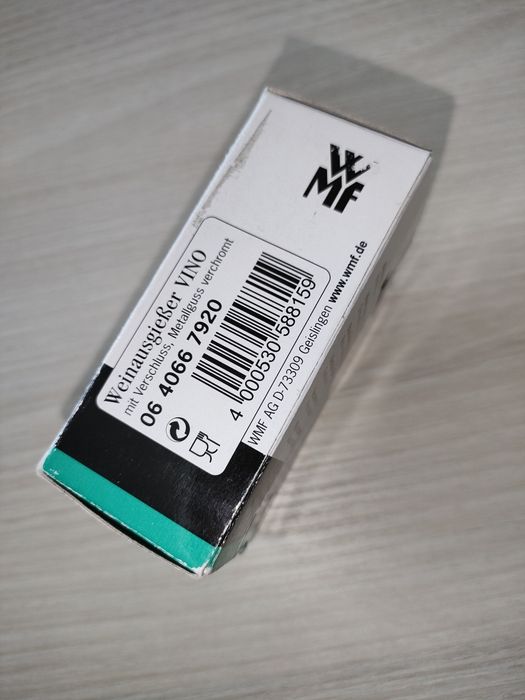 WMF
Weinausgießer VINO
mit Verschluss, Metallguss verchromt
06 4066 7920
4 000530 588159
WMF AG D-73309 Geislingen www.wmf.de